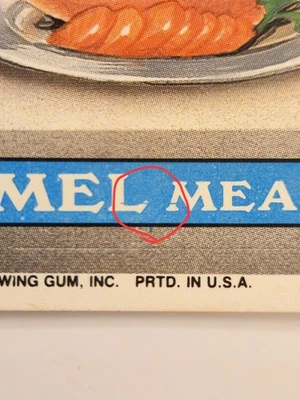 MEL MEA
WING GUM, INC. PRTD. IN U.S.A.